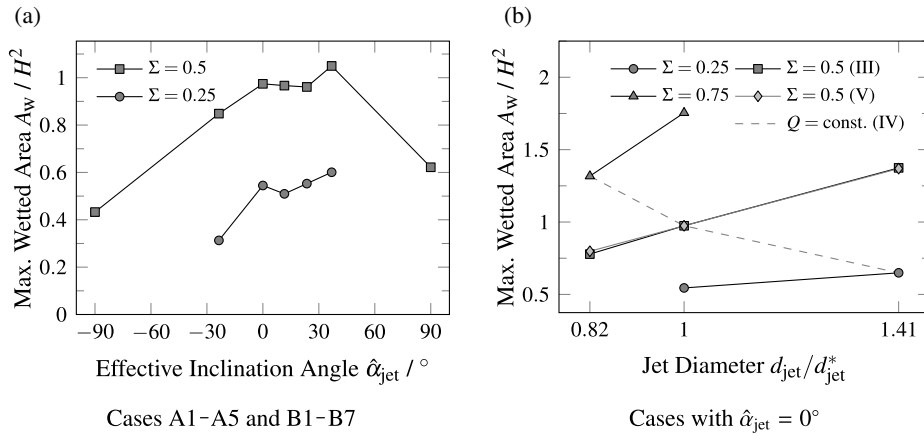 (a)
Max. Wetted Area A_w / H^2
1
0.8
0.6
0.4
0.2
0
−90
−60
−30
0
30
60
90
Σ = 0.5
Σ = 0.25
Effective Inclination Angle α̂_jet / °
Cases A1-A5 and B1-B7
(b)
Max. Wetted Area A_w / H^2
2
1.5
1
0.5
0.82
1
1.41
Σ = 0.25
Σ = 0.5 (III)
Σ = 0.75
Σ = 0.5 (V)
Q = const. (IV)
Jet Diameter d_jet/d*_jet
Cases with α̂_jet = 0°